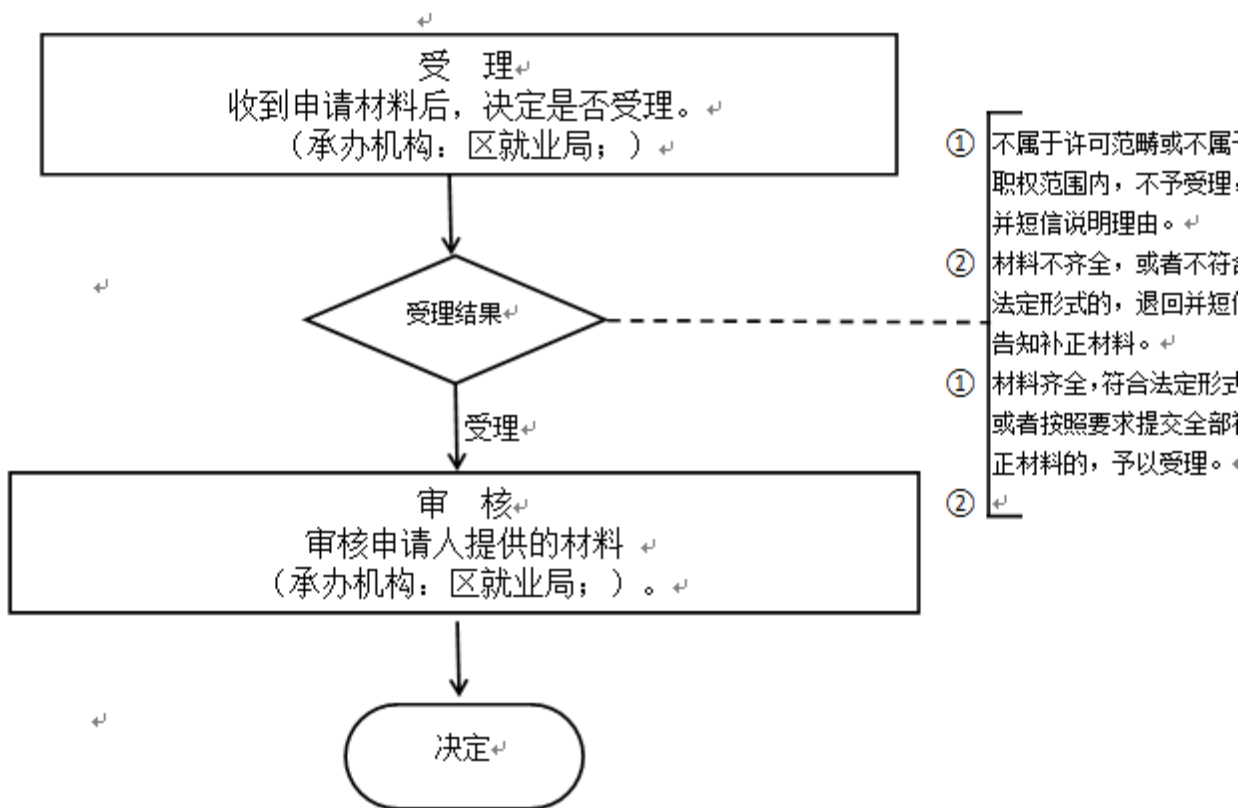 受 理
收到申请材料后，决定是否受理。
（承办机构：区就业局；）
受理结果
① 不属于许可范畴或不属于
职权范围内，不予受理，
并短信说明理由。
② 材料不齐全，或者不符合
法定形式的，退回并短信
告知补正材料。
① 材料齐全，符合法定形式
或者按照要求提交全部补
正材料的，予以受理。
②
受理
审 核
审核申请人提供的材料
（承办机构：区就业局；）。
决定